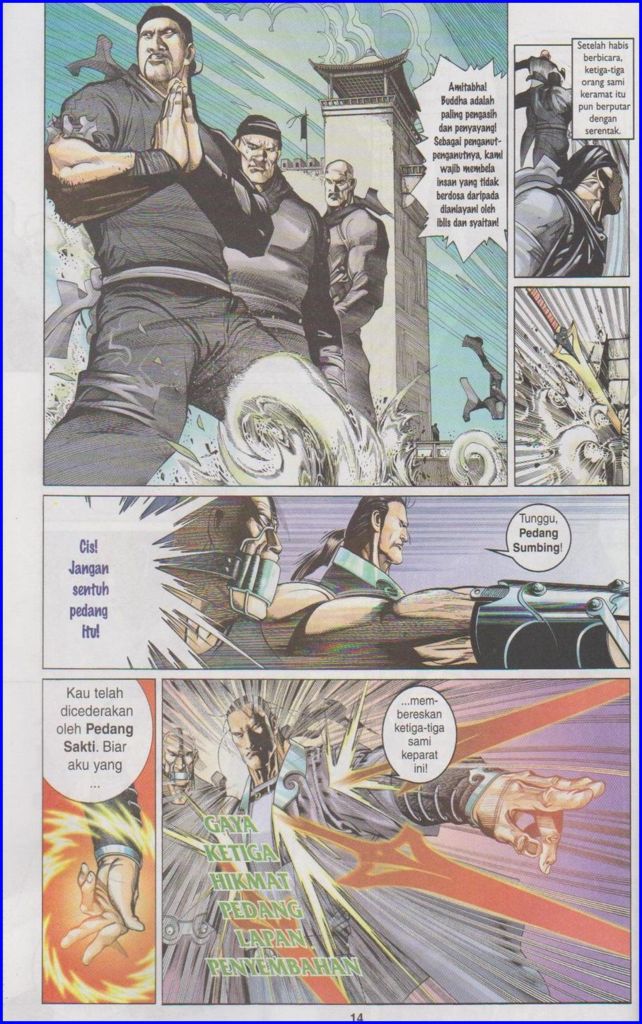 Amitabha!
Buddha adalah
paling pengasih
dan penyayang!
Sebagai penganut-
penganutnya, kami
wajib membela
insan yang tidak
berdosa daripada
dianiayani oleh
iblis dan syaitan!
Setelah habis
berbicara,
ketiga-tiga
orang sami
keramat itu
pun berputar
dengan
serentak.
Cis!
Jangan
sentuh
pedang
itu!
Tunggu,
Pedang
Sumbing!
Kau telah
dicederakan
oleh Pedang
Sakti. Biar
aku yang
...
...mem-
bereskan
ketiga-tiga
sami
keparat
ini!
GAYA
KETIGA
HIKMAT
PEDANG
LAPAN
PENYEMBAHAN
14